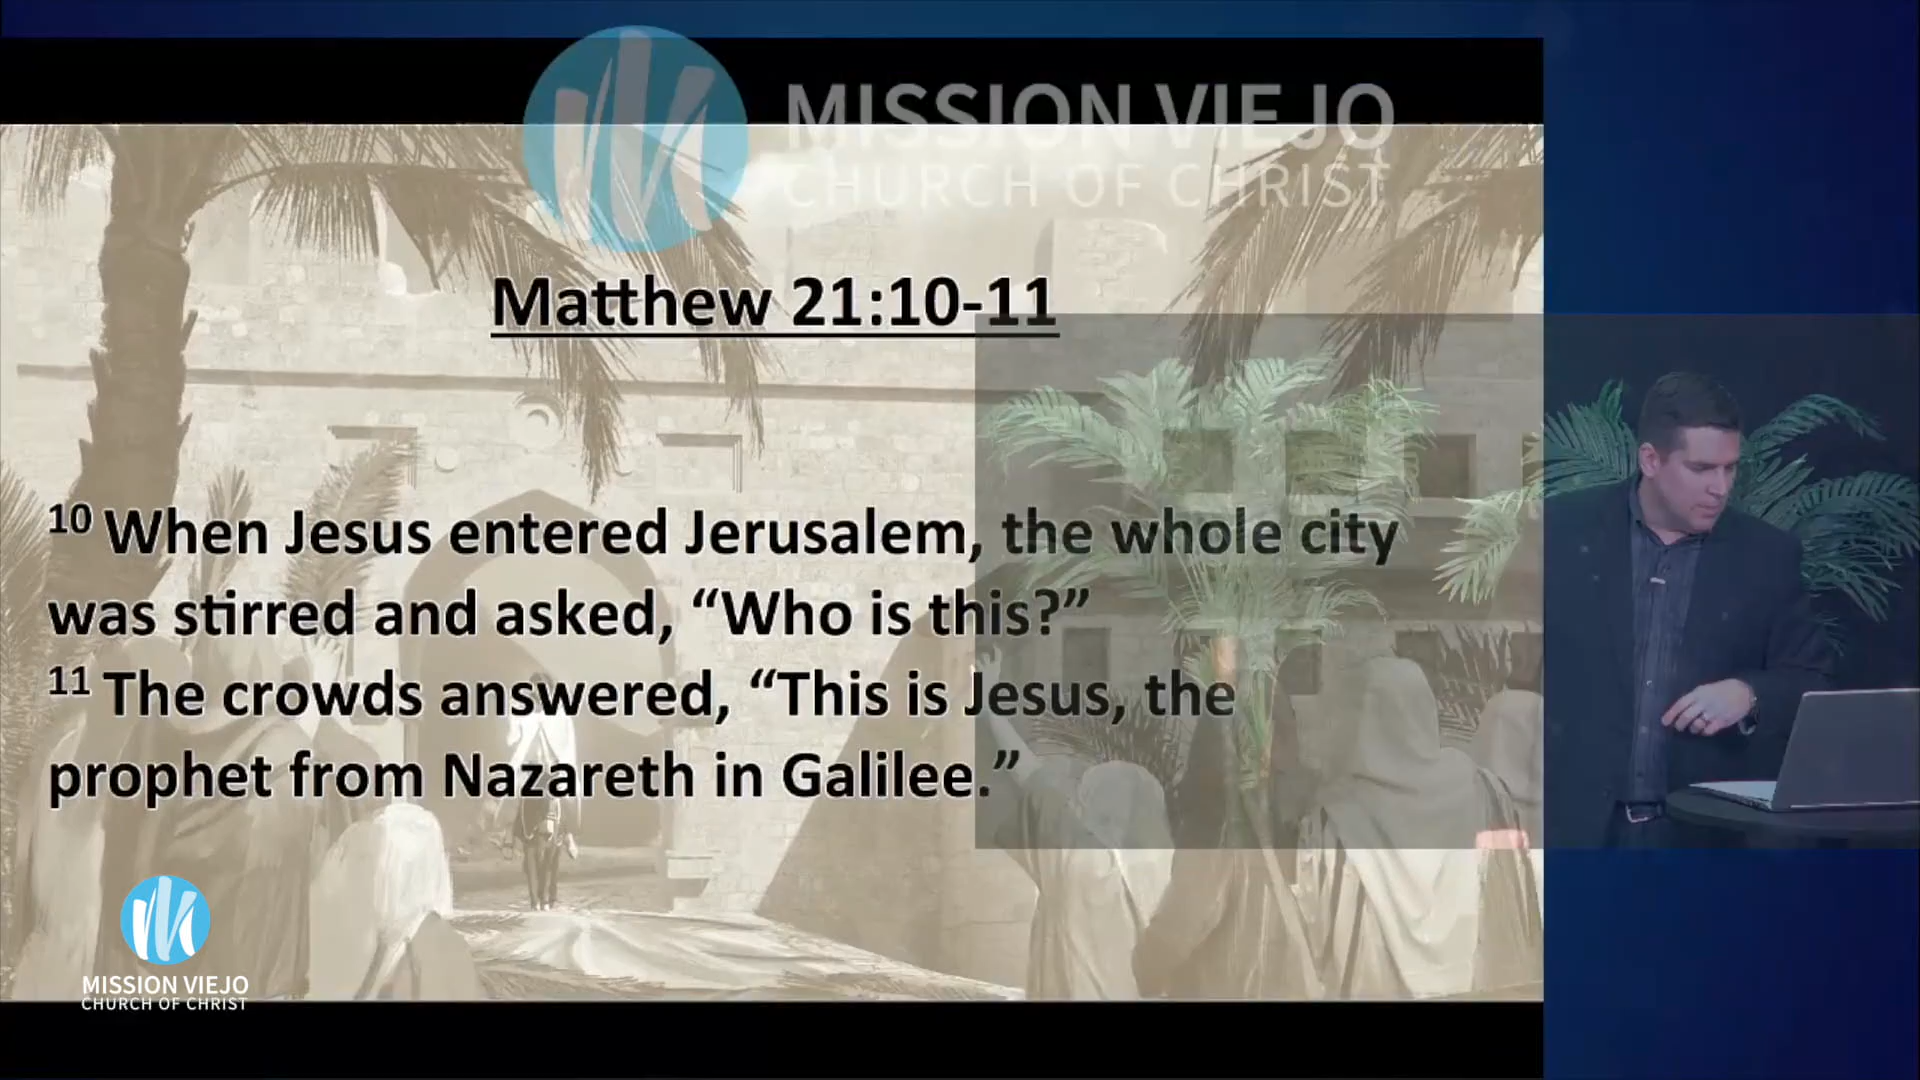 MISSION VIEJO
CHURCH OF CHRIST
Matthew 21:10-11
10 When Jesus entered Jerusalem, the whole city
was stirred and asked, “Who is this?”
11 The crowds answered, “This is Jesus, the
prophet from Nazareth in Galilee.”
MISSION VIEJO
CHURCH OF CHRIST